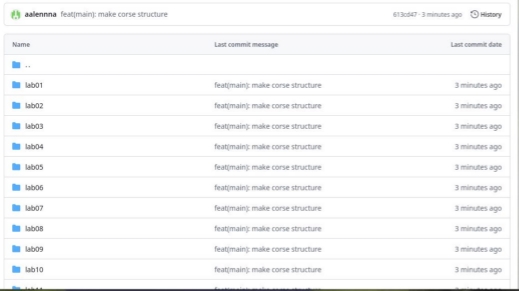 aalennna feat(main): make corse structure 613cd47 · 3 minutes ago History
Name Last commit message Last commit date
..
lab01 feat(main): make corse structure 3 minutes ago
lab02 feat(main): make corse structure 3 minutes ago
lab03 feat(main): make corse structure 3 minutes ago
lab04 feat(main): make corse structure 3 minutes ago
lab05 feat(main): make corse structure 3 minutes ago
lab06 feat(main): make corse structure 3 minutes ago
lab07 feat(main): make corse structure 3 minutes ago
lab08 feat(main): make corse structure 3 minutes ago
lab09 feat(main): make corse structure 3 minutes ago
lab10 feat(main): make corse structure 3 minutes ago